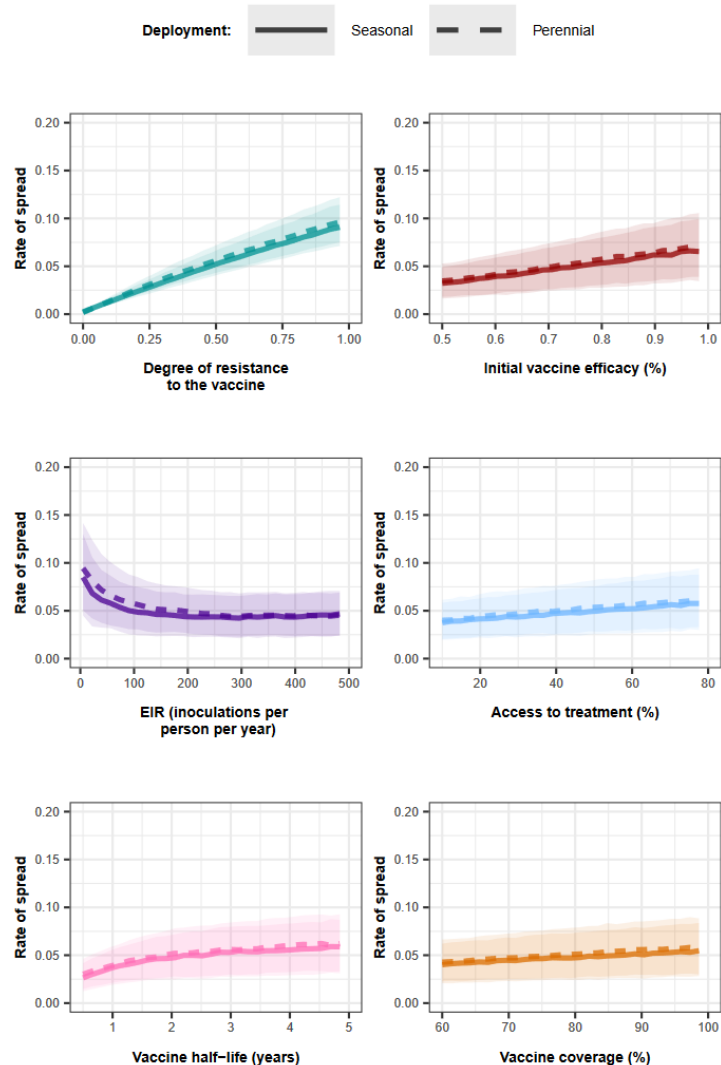 Deployment: Seasonal Perennial
0.20
0.15
0.10
0.05
0.00
Rate of spread
0.00 0.25 0.50 0.75 1.00
Degree of resistance
to the vaccine
0.20
0.15
0.10
0.05
0.00
Rate of spread
0.5 0.6 0.7 0.8 0.9 1.0
Initial vaccine efficacy (%)
0.20
0.15
0.10
0.05
0.00
Rate of spread
0 100 200 300 400 500
EIR (inoculations per
person per year)
0.20
0.15
0.10
0.05
0.00
Rate of spread
20 40 60 80
Access to treatment (%)
0.20
0.15
0.10
0.05
0.00
Rate of spread
1 2 3 4 5
Vaccine half−life (years)
0.20
0.15
0.10
0.05
0.00
Rate of spread
60 70 80 90 100
Vaccine coverage (%)